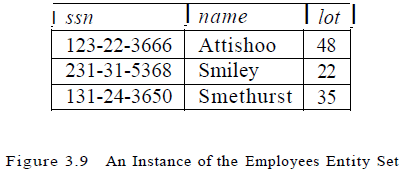 ssn name lot
123-22-3666 Attishoo 48
231-31-5368 Smiley 22
131-24-3650 Smethurst 35
Figure 3.9 An Instance of the Employees Entity Set